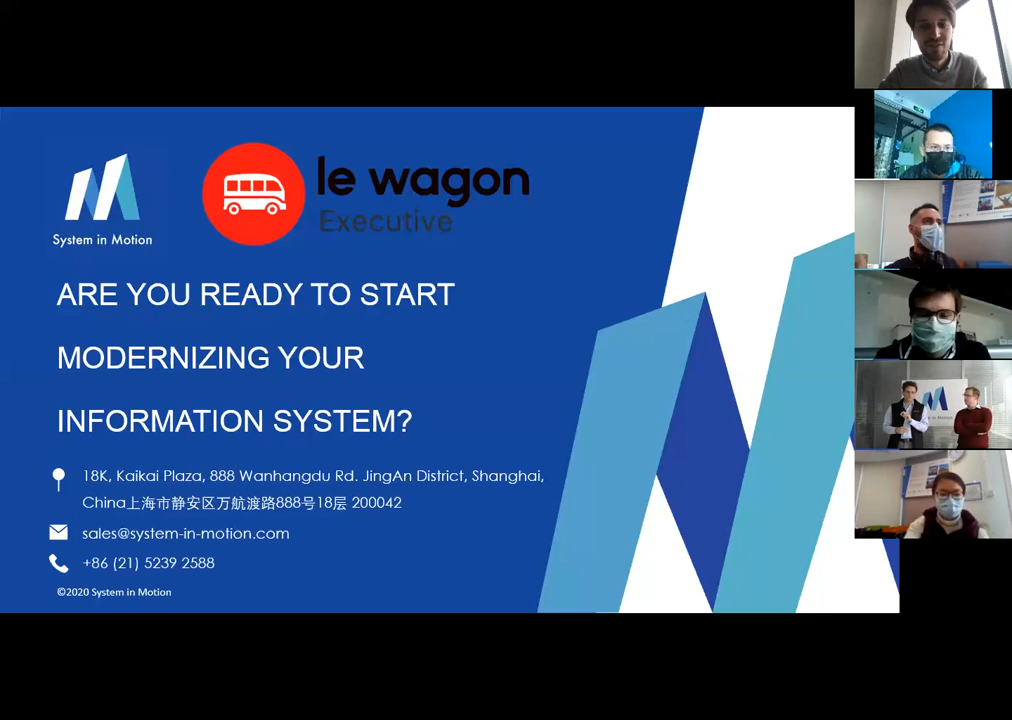 System in Motion
le wagon
Executive
ARE YOU READY TO START
MODERNIZING YOUR
INFORMATION SYSTEM?
18K, Kaikai Plaza, 888 Wanhangdu Rd. JingAn District, Shanghai,
China上海市静安区万航渡路888号18层 200042
sales@system-in-motion.com
+86 (21) 5239 2588
©2020 System in Motion
in Motion